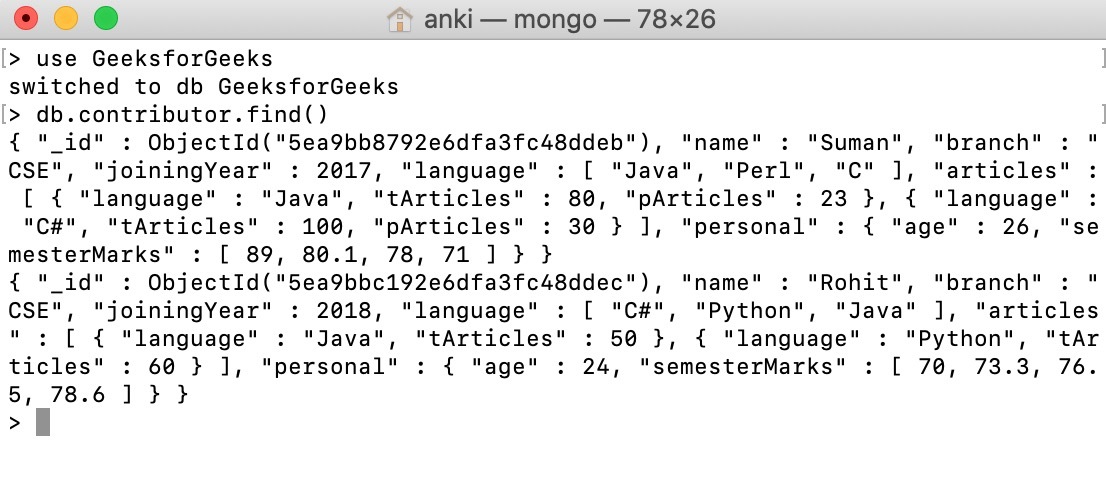 anki — mongo — 78×26
[> use GeeksforGeeks ]
switched to db GeeksforGeeks
[> db.contributor.find() ]
{ "_id" : ObjectId("5ea9bb8792e6dfa3fc48ddeb"), "name" : "Suman", "branch" : "
CSE", "joiningYear" : 2017, "language" : [ "Java", "Perl", "C" ], "articles" :
 [ { "language" : "Java", "tArticles" : 80, "pArticles" : 23 }, { "language" :
 "C#", "tArticles" : 100, "pArticles" : 30 } ], "personal" : { "age" : 26, "se
mesterMarks" : [ 89, 80.1, 78, 71 ] } }
{ "_id" : ObjectId("5ea9bbc192e6dfa3fc48ddec"), "name" : "Rohit", "branch" : "
CSE", "joiningYear" : 2018, "language" : [ "C#", "Python", "Java" ], "articles
" : [ { "language" : "Java", "tArticles" : 50 }, { "language" : "Python", "tAr
ticles" : 60 } ], "personal" : { "age" : 24, "semesterMarks" : [ 70, 73.3, 76.
5, 78.6 ] } }
>